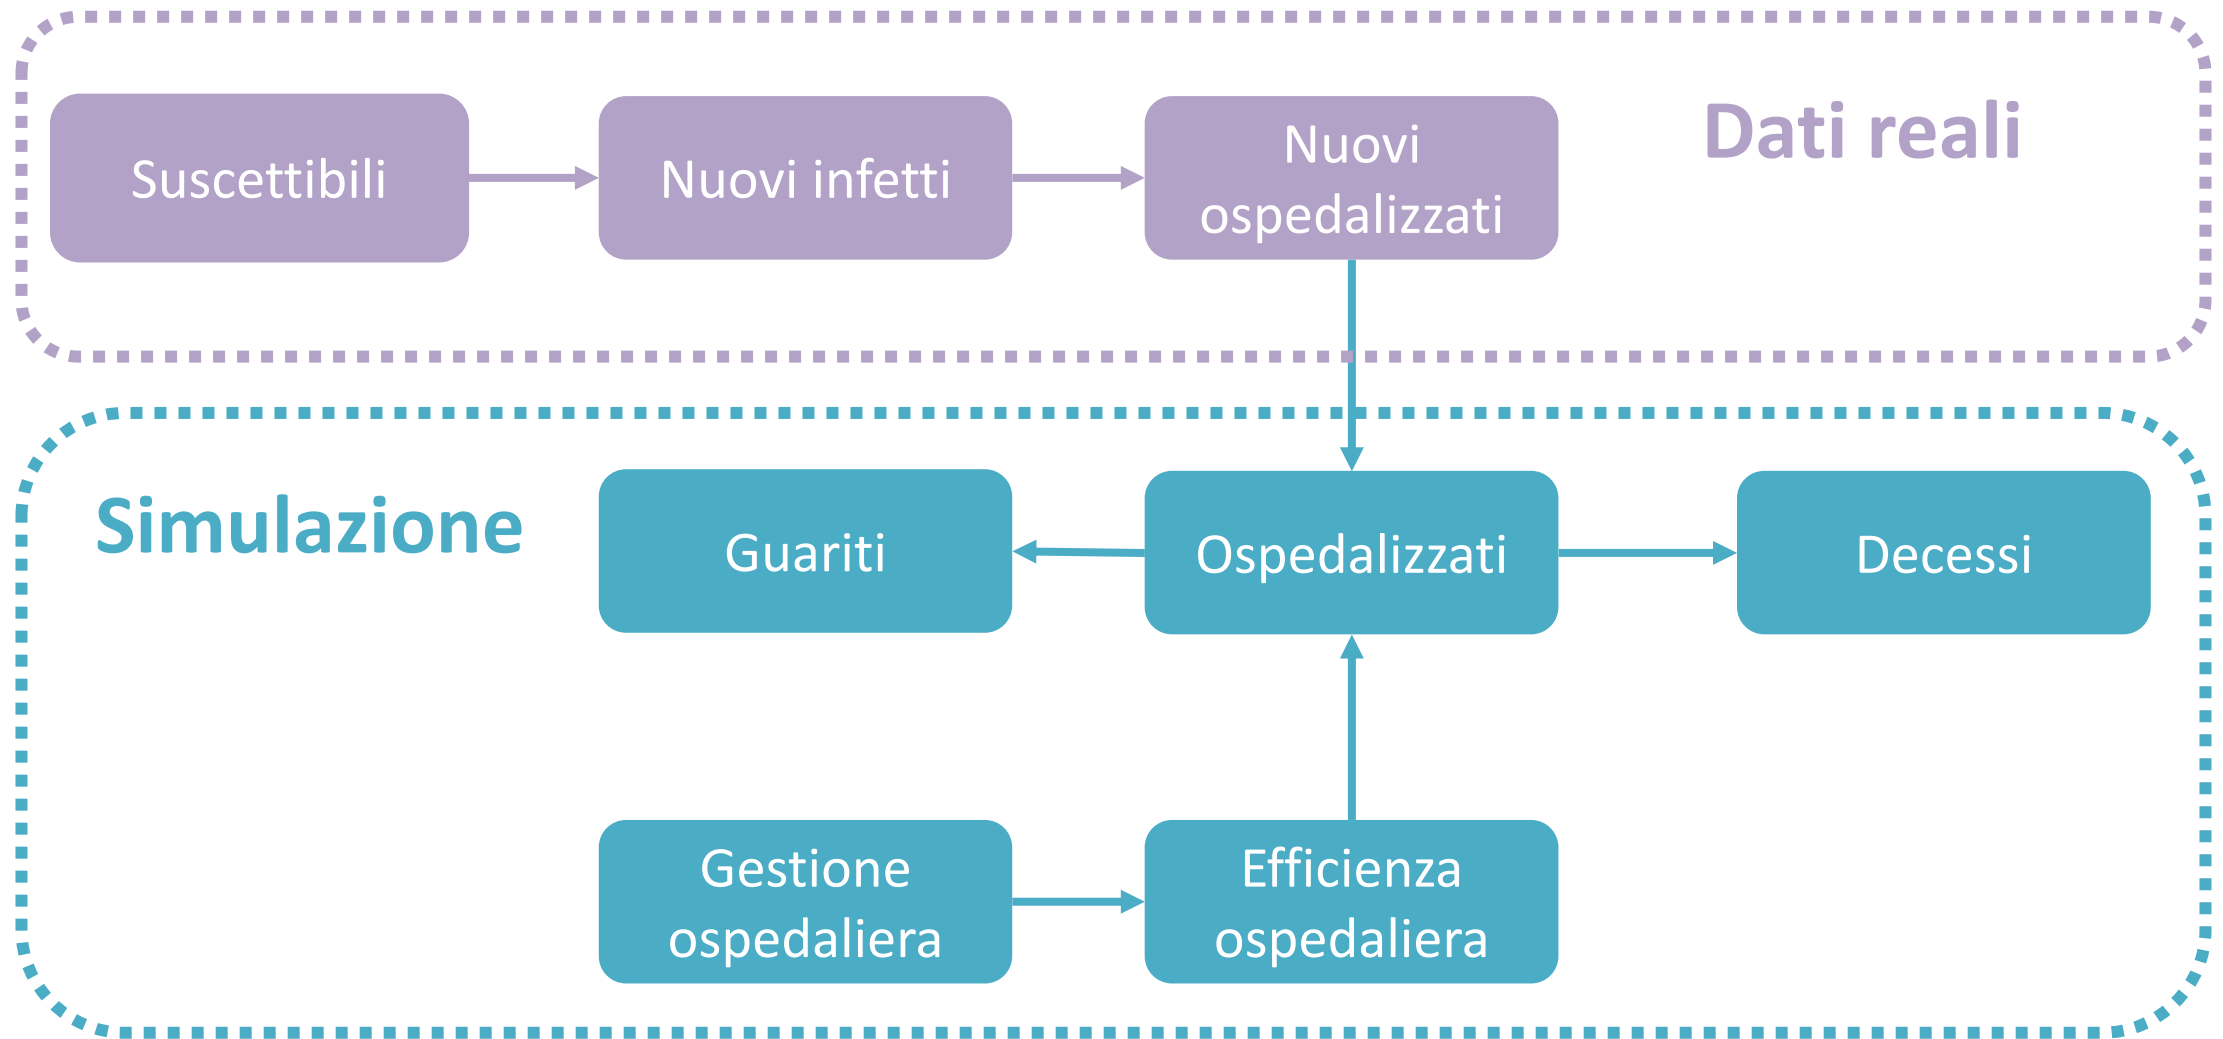 Suscettibili
Nuovi infetti
Nuovi
ospedalizzati
Dati reali
Simulazione
Guariti
Ospedalizzati
Decessi
Gestione
ospedaliera
Efficienza
ospedaliera